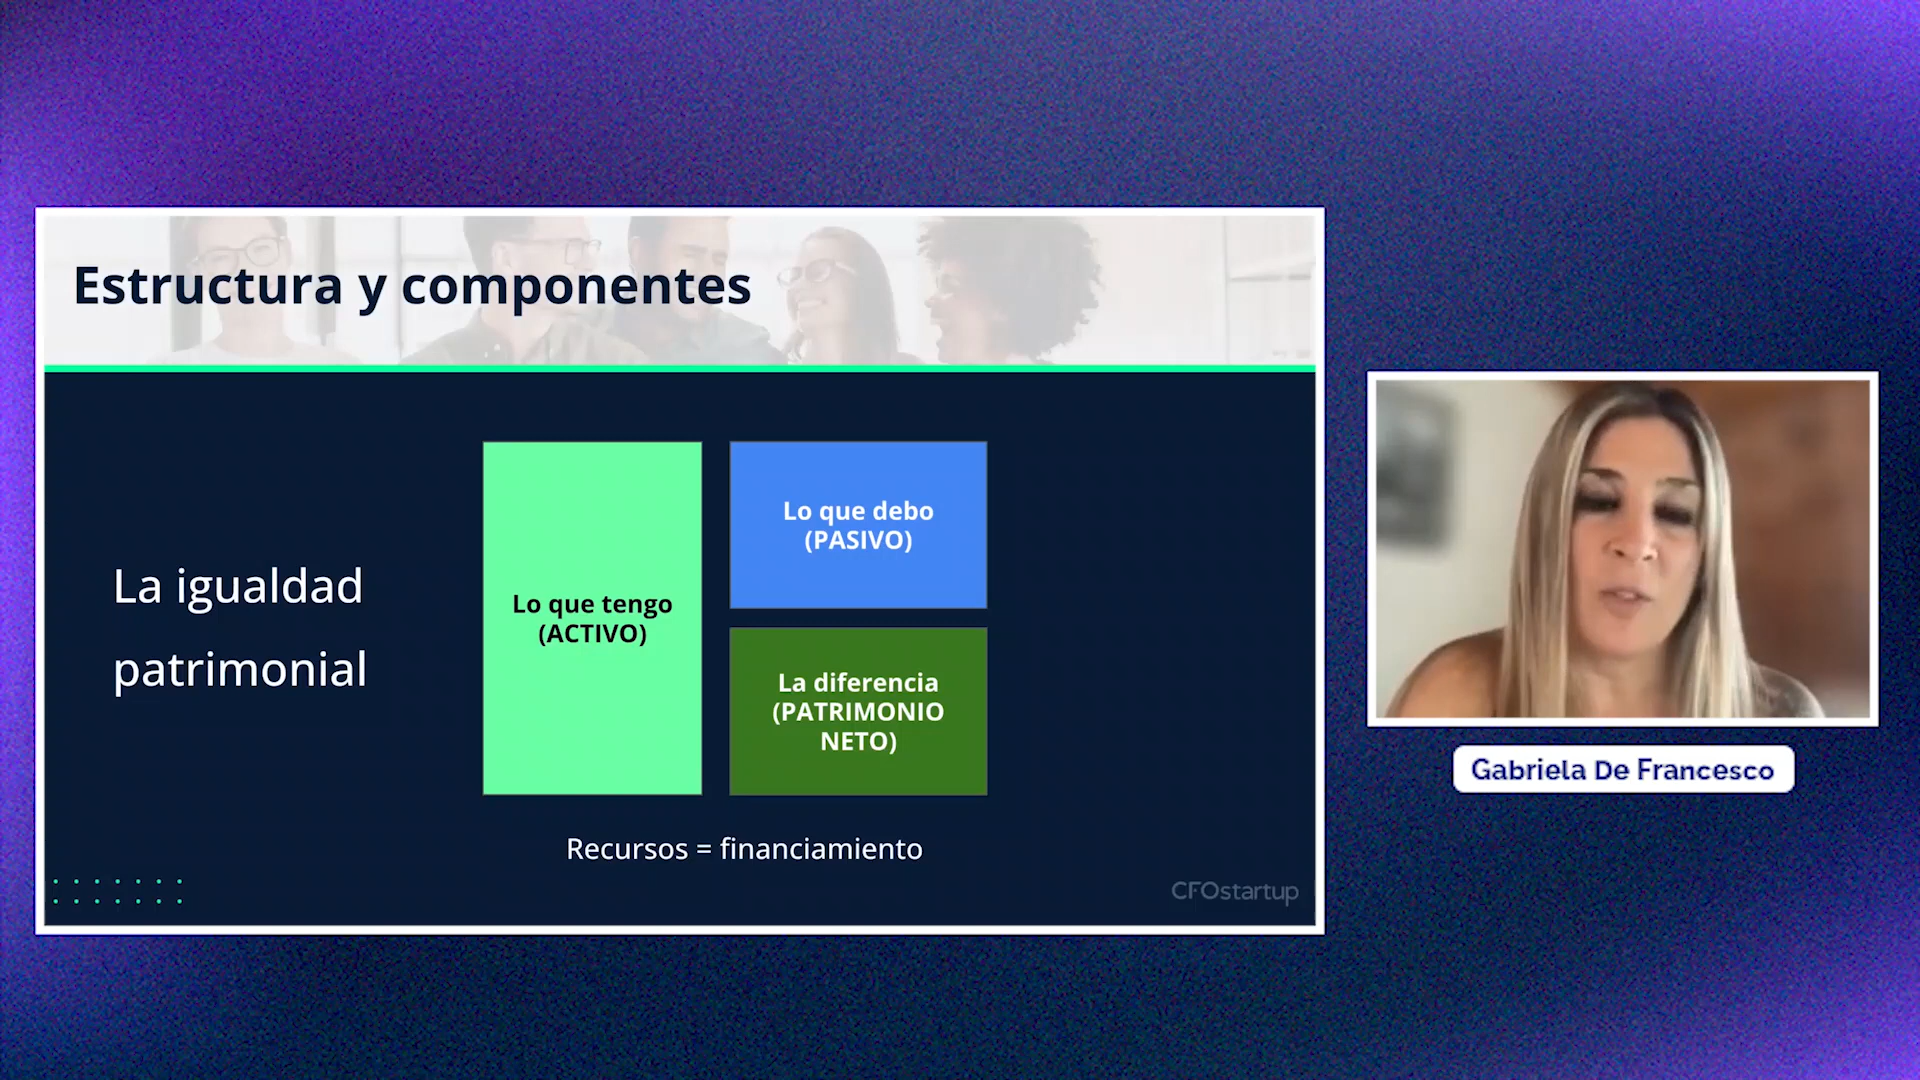 Estructura y componentes
La igualdad
patrimonial
Lo que tengo
(ACTIVO)
Lo que debo
(PASIVO)
La diferencia
(PATRIMONIO
NETO)
Recursos = financiamiento
CFOstartup
Gabriela De Francesco